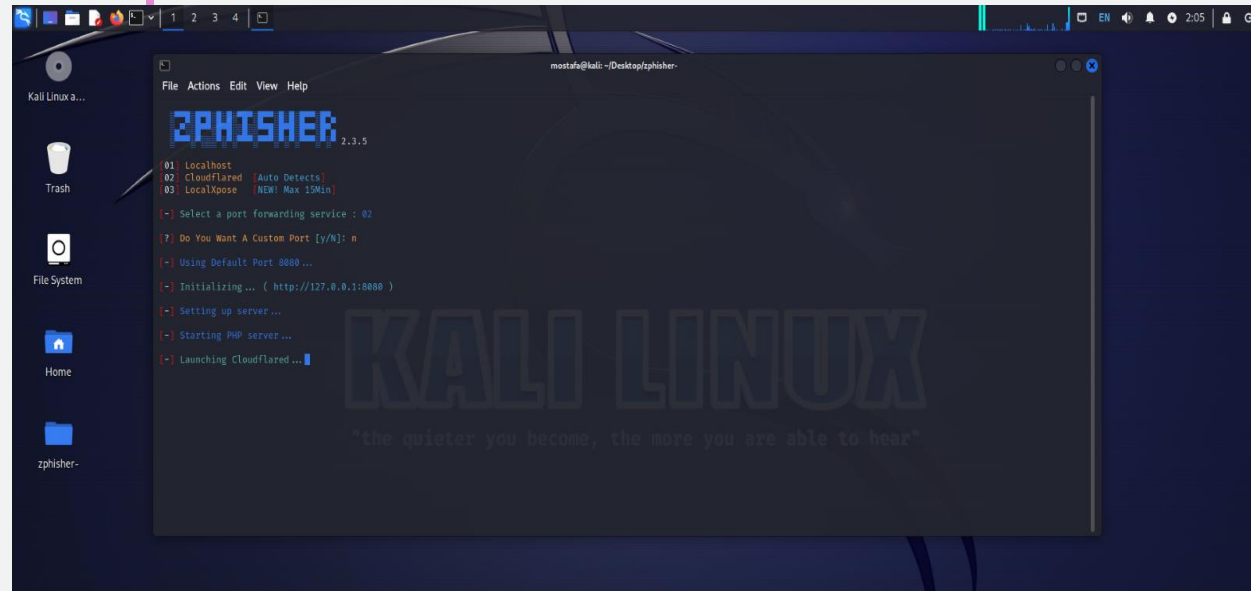 1 2 3 4
EN 2:05 G
mostafa@kali: ~/Desktop/zphisher-
File Actions Edit View Help
ZPHISHER 2.3.5
[01] Localhost
[02] Cloudflared [Auto Detects]
[03] LocalXpose [NEW! Max 15Min]
[-] Select a port forwarding service : 02
[?] Do You Want A Custom Port [y/N]: n
[-] Using Default Port 8080...
[-] Initializing... ( http://127.0.0.1:8080 )
[-] Setting up server...
[-] Starting PHP server...
[-] Launching Cloudflared...
KALI LINUX
"the quieter you become, the more you are able to hear"
Kali Linux a...
Trash
File System
Home
zphisher-